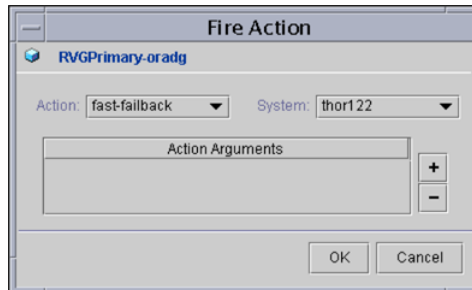 Fire Action
RVGPrimary-oradg
Action: fast-failback System: thor122
Action Arguments
+
−
OK Cancel